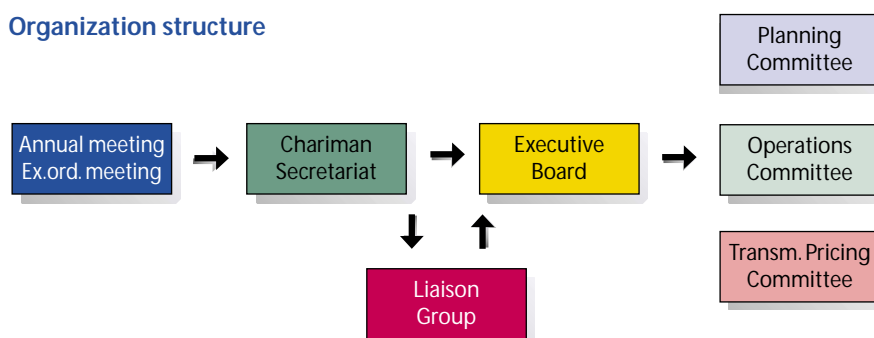 Organization structure
Planning
Committee
Annual meeting
Ex.ord. meeting
Chariman
Secretariat
Executive
Board
Operations
Committee
Transm. Pricing
Committee
Liaison
Group